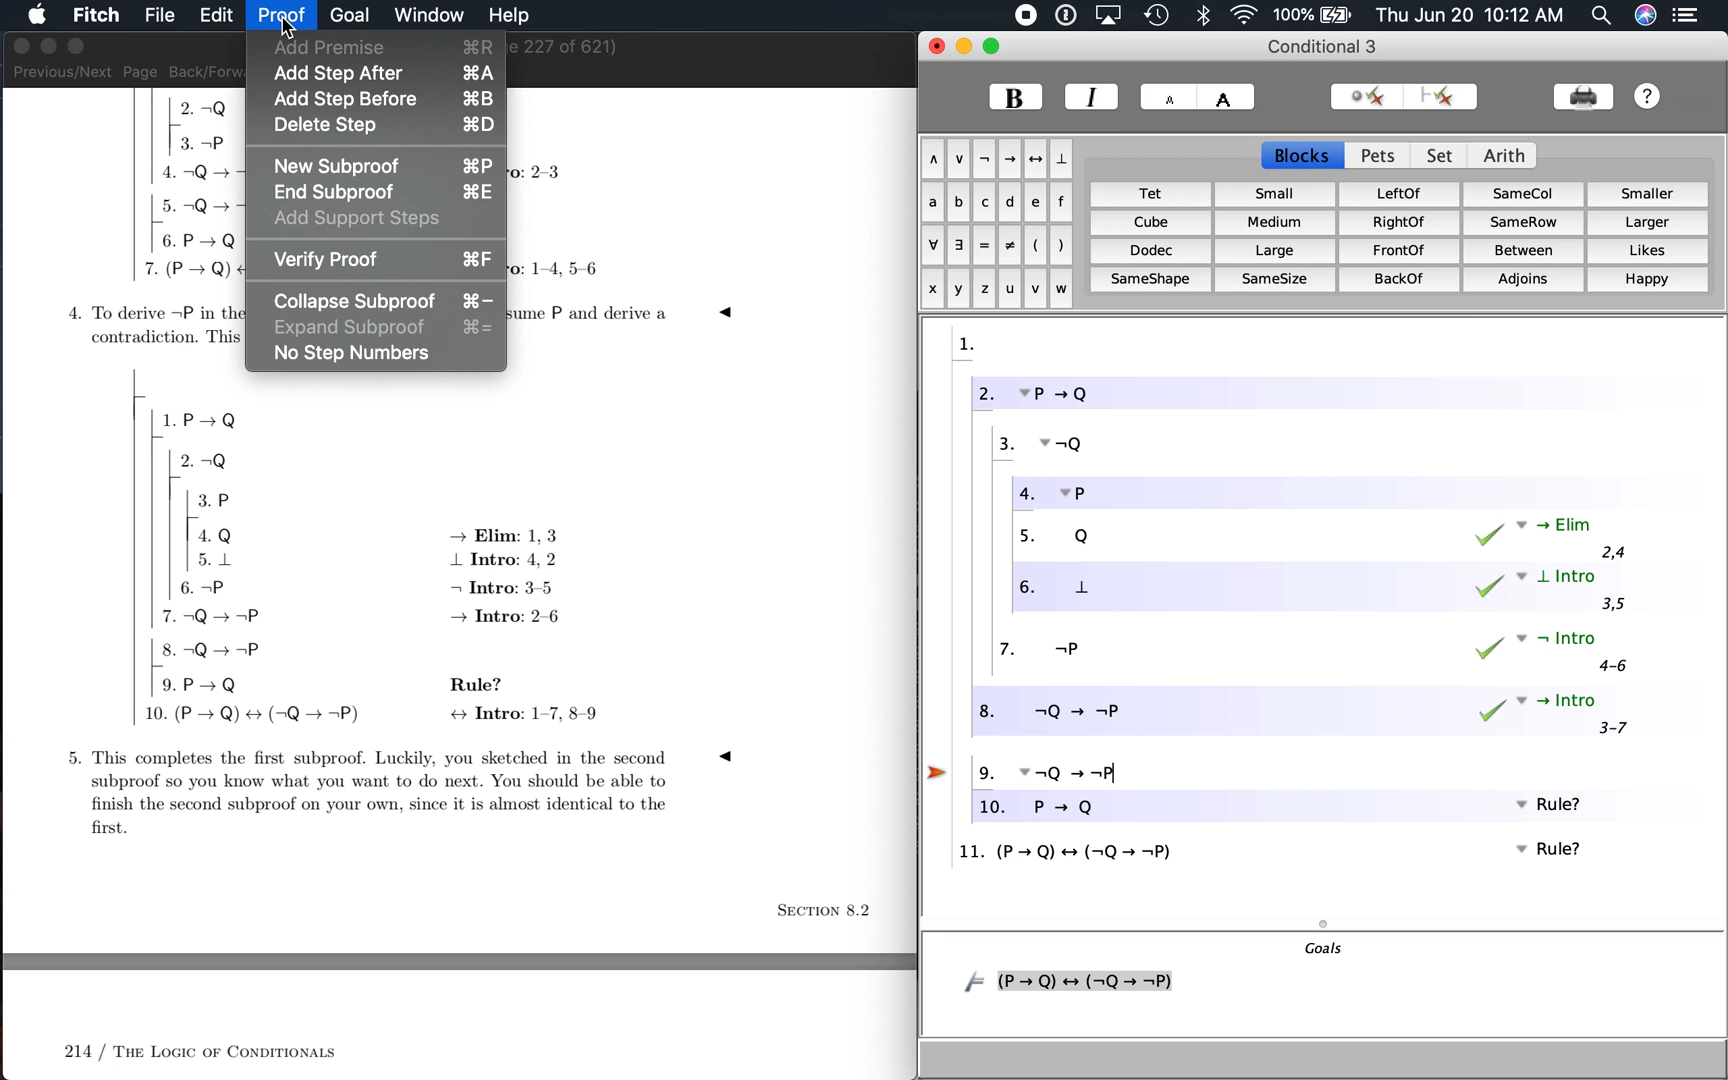 Fitch File Edit Proof Goal Window Help 100% Thu Jun 20 10:12 AM
e 227 of 621)
Previous/Next Page Back/Forw
Add Premise ⌘R
Add Step After ⌘A
Add Step Before ⌘B
Delete Step ⌘D
New Subproof ⌘P
End Subproof ⌘E
Add Support Steps
Verify Proof ⌘F
Collapse Subproof ⌘−
Expand Subproof ⌘=
No Step Numbers
2. ¬Q
3. ¬P
4. ¬Q → ¬ ro: 2–3
5. ¬Q → ¬
6. P → Q
7. (P → Q) ro: 1–4, 5–6
4. To derive ¬P in the sume P and derive a
contradiction. This
1. P → Q
2. ¬Q
3. P
4. Q → Elim: 1, 3
5. ⊥ ⊥ Intro: 4, 2
6. ¬P ¬ Intro: 3–5
7. ¬Q → ¬P → Intro: 2–6
8. ¬Q → ¬P
9. P → Q Rule?
10. (P → Q) ↔ (¬Q → ¬P) ↔ Intro: 1–7, 8–9
5. This completes the first subproof. Luckily, you sketched in the second
subproof so you know what you want to do next. You should be able to
finish the second subproof on your own, since it is almost identical to the
first.
Section 8.2
214 / The Logic of Conditionals
Conditional 3
B I A A ?
Blocks Pets Set Arith
∧ ∨ ¬ → ↔ ⊥
a b c d e f
∀ ∃ = ≠ ( )
x y z u v w
Tet Small LeftOf SameCol Smaller
Cube Medium RightOf SameRow Larger
Dodec Large FrontOf Between Likes
SameShape SameSize BackOf Adjoins Happy
1.
2. P → Q
3. ¬Q
4. P
5. Q → Elim
2,4
6. ⊥ ⊥ Intro
3,5
7. ¬P ¬ Intro
4-6
8. ¬Q → ¬P → Intro
3-7
9. ¬Q → ¬P
10. P → Q Rule?
11. (P → Q) ↔ (¬Q → ¬P) Rule?
Goals
(P → Q) ↔ (¬Q → ¬P)